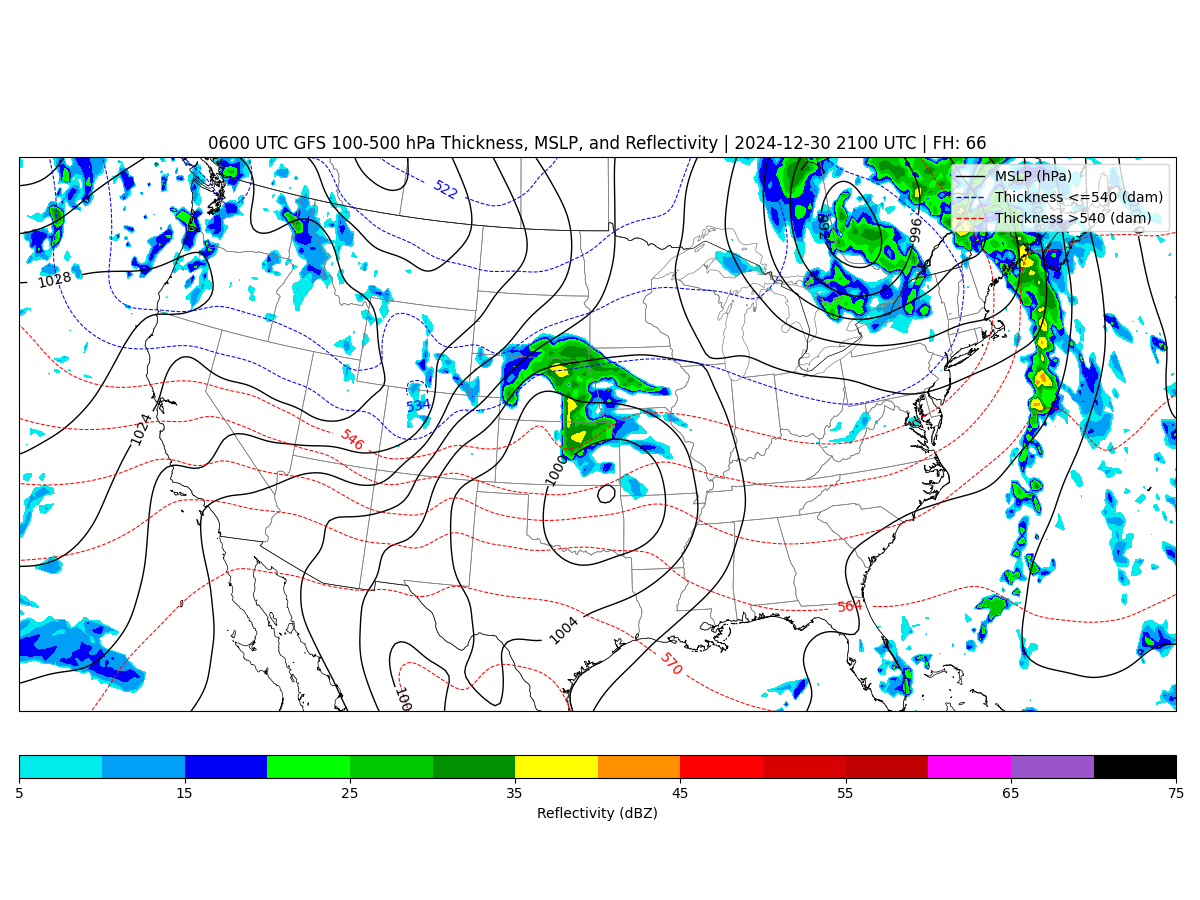 0600 UTC GFS 100-500 hPa Thickness, MSLP, and Reflectivity | 2024-12-30 2100 UTC | FH: 66
MSLP (hPa)
Thickness <=540 (dam)
Thickness >540 (dam)
522
992
996
1028
534
1024
546
1000
564
1004
570
100
5 15 25 35 45 55 65 75
Reflectivity (dBZ)